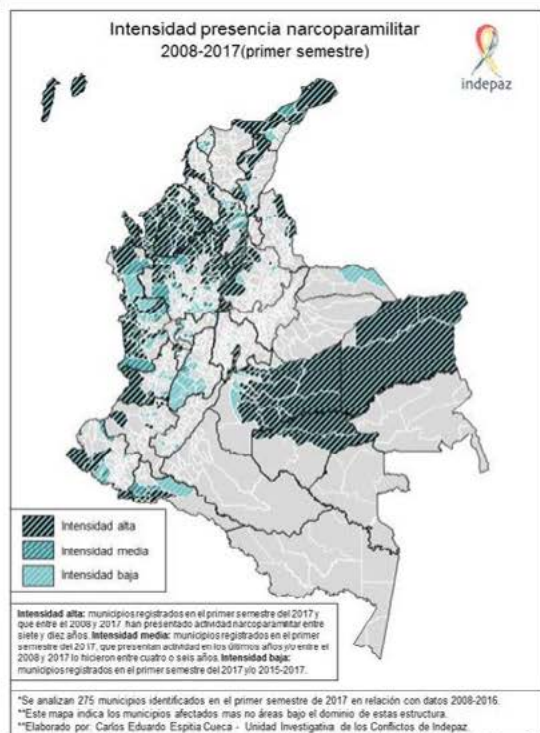 Intensidad presencia narcoparamilitar
2008-2017(primer semestre)
indepaz
Intensidad alta
Intensidad media
Intensidad baja
Intensidad alta: municipios registrados en el primer semestre del 2017 y
que entre el 2008 y 2017 han presentado actividad narcoparamilitar entre
siete y diez años. Intensidad media: municipios registrados en el primer
semestre del 2017, que presentan actividad en los últimos años y/o entre el
2008 y 2017 lo hicieron entre cuatro o seis años. Intensidad baja:
municipios registrados en el primer semestre del 2017 y/o 2015-2017.
*Se analizan 275 municipios identificados en el primer semestre de 2017 en relación con datos 2008-2016.
**Este mapa indica los municipios afectados mas no áreas bajo el dominio de estas estructura.
**Elaborado por: Carlos Eduardo Espitia Cueca - Unidad Investigativa de los Conflictos de Indepaz